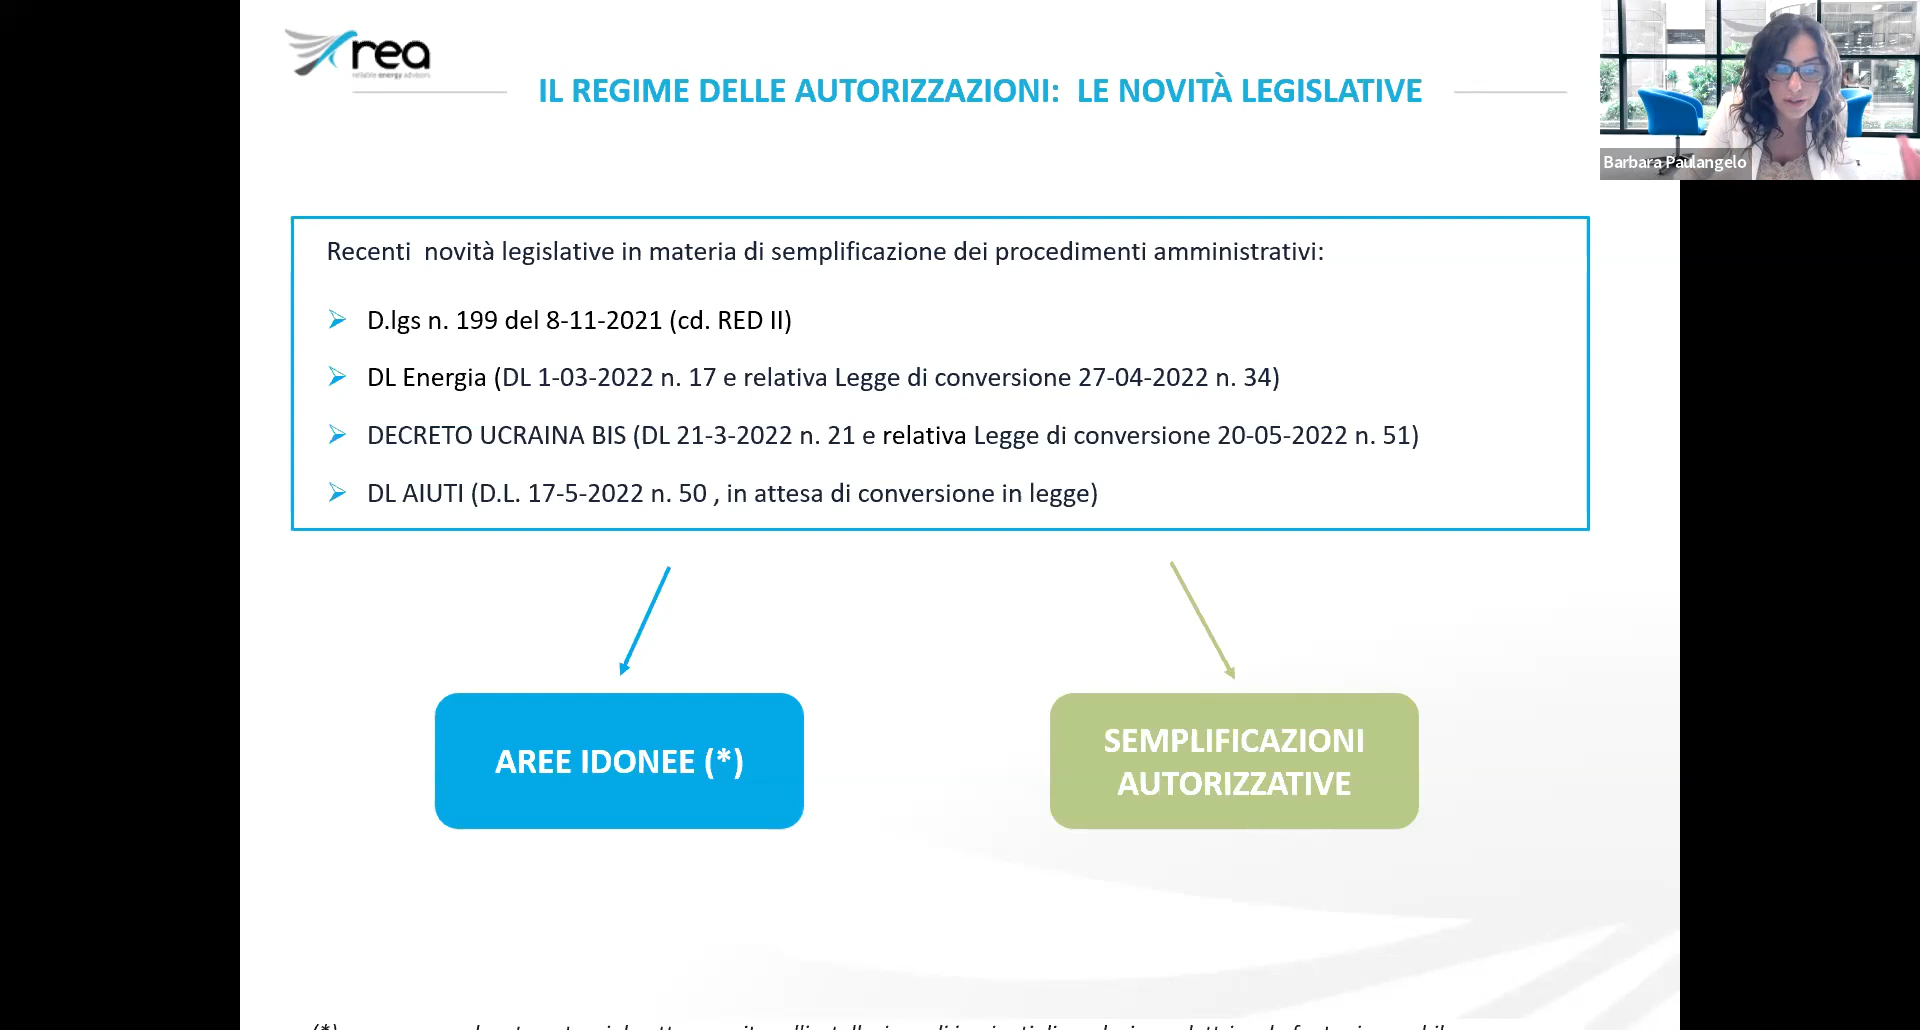 rea
reliable energy advisors
IL REGIME DELLE AUTORIZZAZIONI: LE NOVITÀ LEGISLATIVE
Barbara Paulangelo
Recenti novità legislative in materia di semplificazione dei procedimenti amministrativi:
D.lgs n. 199 del 8-11-2021 (cd. RED II)
DL Energia (DL 1-03-2022 n. 17 e relativa Legge di conversione 27-04-2022 n. 34)
DECRETO UCRAINA BIS (DL 21-3-2022 n. 21 e relativa Legge di conversione 20-05-2022 n. 51)
DL AIUTI (D.L. 17-5-2022 n. 50 , in attesa di conversione in legge)
AREE IDONEE (*)
SEMPLIFICAZIONI
AUTORIZZATIVE
(*)